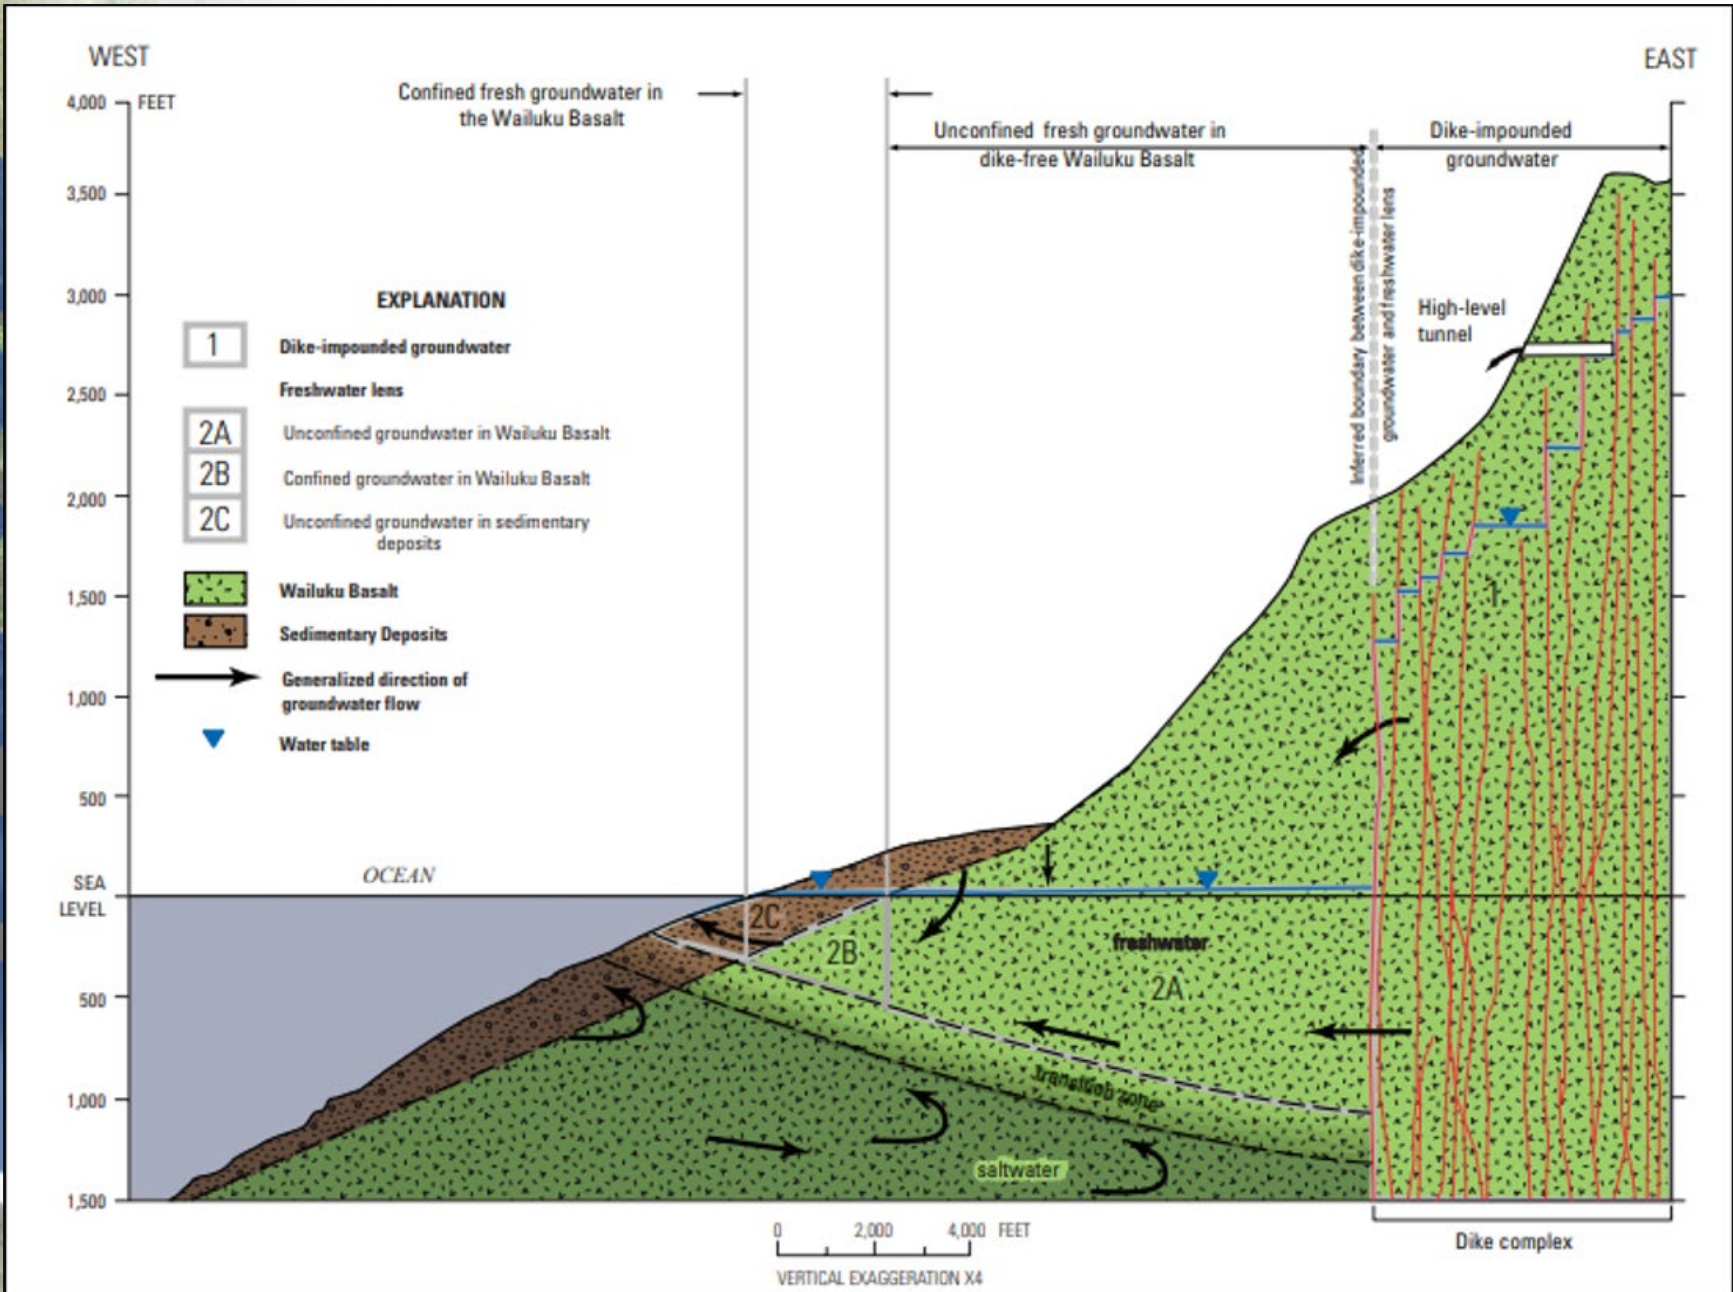 WEST
EAST
4,000
FEET
3,500
3,000
2,500
2,000
1,500
1,000
500
SEA
LEVEL
500
1,000
1,500
Confined fresh groundwater in
the Wailuku Basalt
Unconfined fresh groundwater in
dike-free Wailuku Basalt
Dike-impounded
groundwater
Inferred boundary between dike-impounded
groundwater and freshwater lens
High-level
tunnel
EXPLANATION
1
Dike-impounded groundwater
Freshwater lens
2A
Unconfined groundwater in Wailuku Basalt
2B
Confined groundwater in Wailuku Basalt
2C
Unconfined groundwater in sedimentary
deposits
Wailuku Basalt
Sedimentary Deposits
Generalized direction of
groundwater flow
Water table
1
OCEAN
2C
2B
freshwater
2A
transition zone
saltwater
0 2,000 4,000 FEET
VERTICAL EXAGGERATION X4
Dike complex